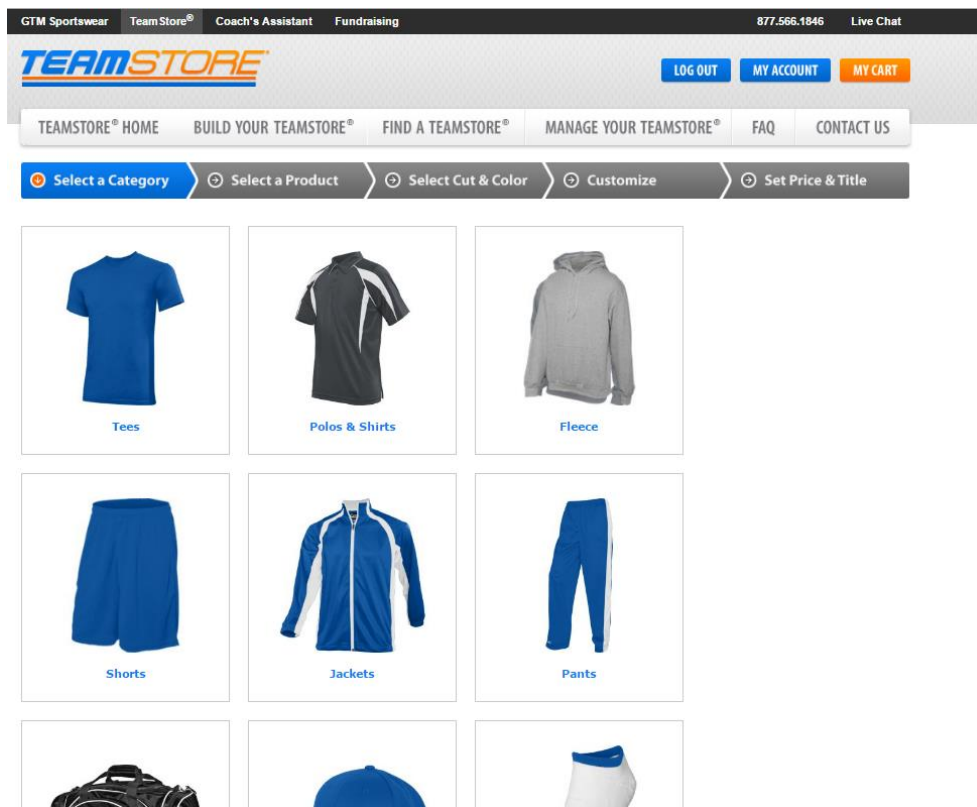 GTM Sportswear TeamStore® Coach's Assistant Fundraising 877.566.1846 Live Chat
TEAMSTORE®
LOG OUT MY ACCOUNT MY CART
TEAMSTORE® HOME BUILD YOUR TEAMSTORE® FIND A TEAMSTORE® MANAGE YOUR TEAMSTORE® FAQ CONTACT US
Select a Category Select a Product Select Cut & Color Customize Set Price & Title
Tees Polos & Shirts Fleece
Shorts Jackets Pants